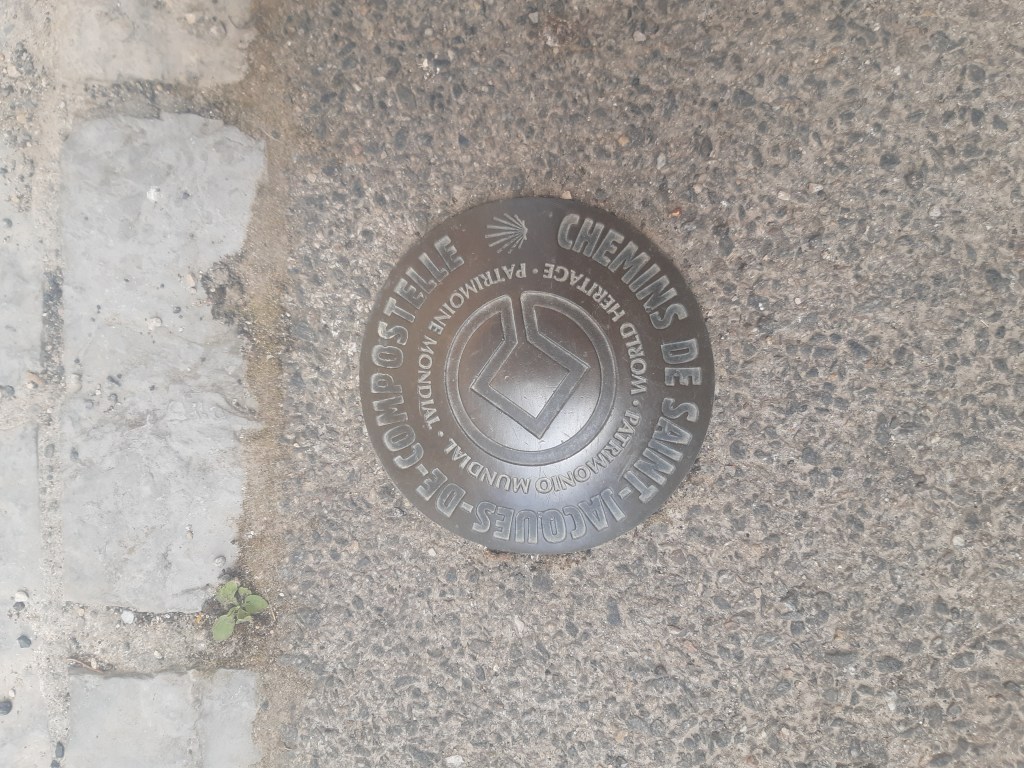 CHEMINS DE SAINT-JACQUES-DE-COMPOSTELLE
WORLD HERITAGE • PATRIMOINE MONDIAL • PATRIMONIO MUNDIAL •